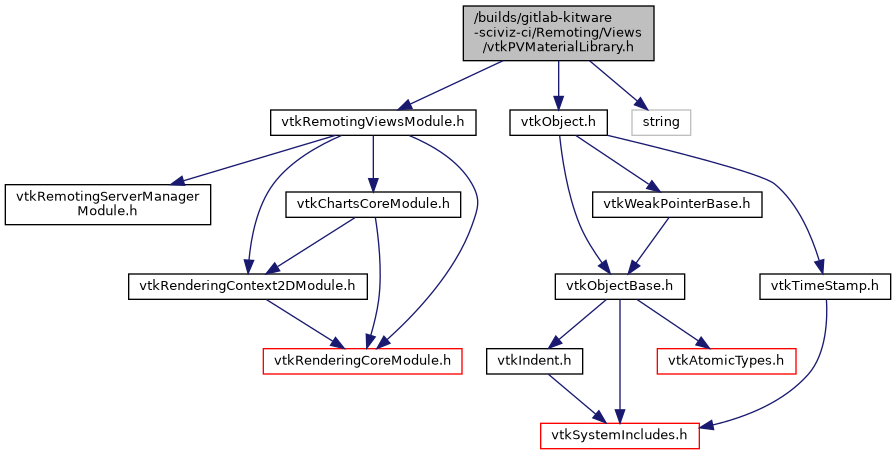 /builds/gitlab-kitware
-sciviz-ci/Remoting/Views
/vtkPVMaterialLibrary.h
vtkRemotingViewsModule.h
vtkObject.h
string
vtkRemotingServerManager
Module.h
vtkChartsCoreModule.h
vtkWeakPointerBase.h
vtkRenderingContext2DModule.h
vtkObjectBase.h
vtkTimeStamp.h
vtkRenderingCoreModule.h
vtkIndent.h
vtkAtomicTypes.h
vtkSystemIncludes.h